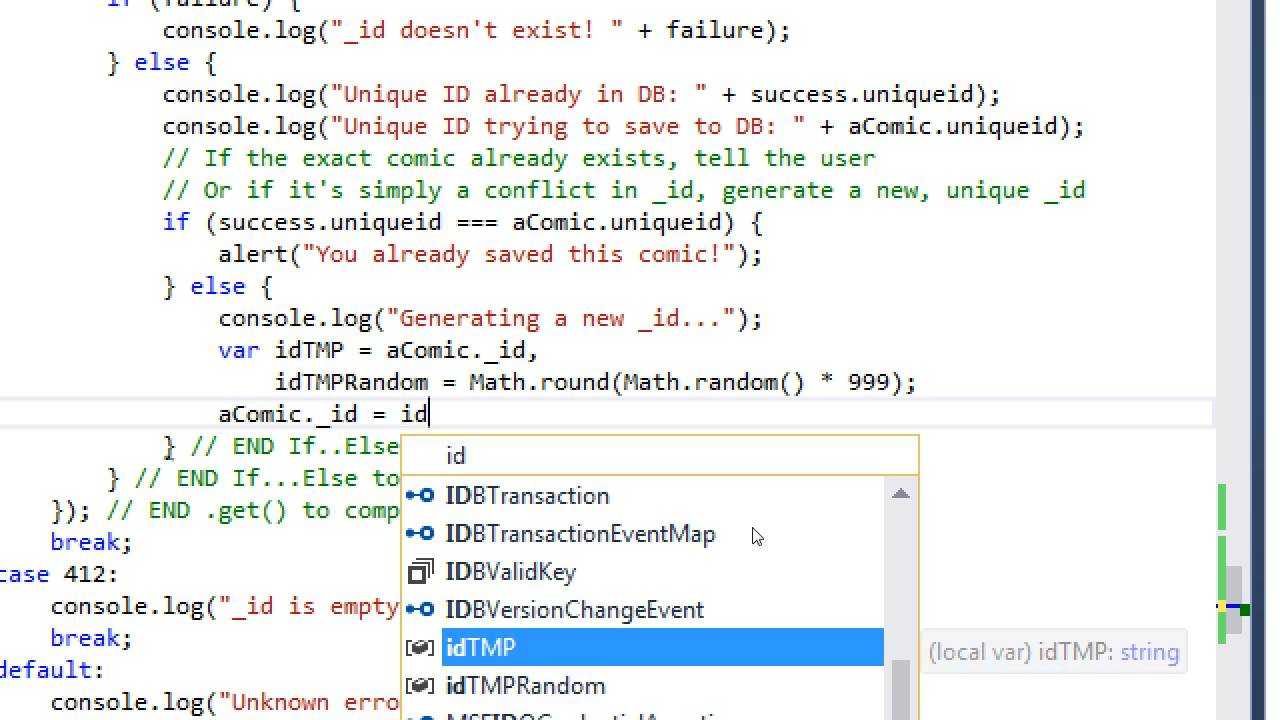 if (failure) {
console.log("_id doesn't exist! " + failure);
} else {
console.log("Unique ID already in DB: " + success.uniqueid);
console.log("Unique ID trying to save to DB: " + aComic.uniqueid);
// If the exact comic already exists, tell the user
// Or if it's simply a conflict in _id, generate a new, unique _id
if (success.uniqueid === aComic.uniqueid) {
alert("You already saved this comic!");
} else {
console.log("Generating a new _id...");
var idTMP = aComic._id,
idTMPRandom = Math.round(Math.random() * 999);
aComic._id = id
} // END If..Else
} // END If...Else to
}); // END .get() to comp
break;
case 412:
console.log("_id is empty
break;
default:
console.log("Unknown erro
id
IDBTransaction
IDBTransactionEventMap
IDBValidKey
IDBVersionChangeEvent
idTMP
(local var) idTMP: string
idTMPRandom